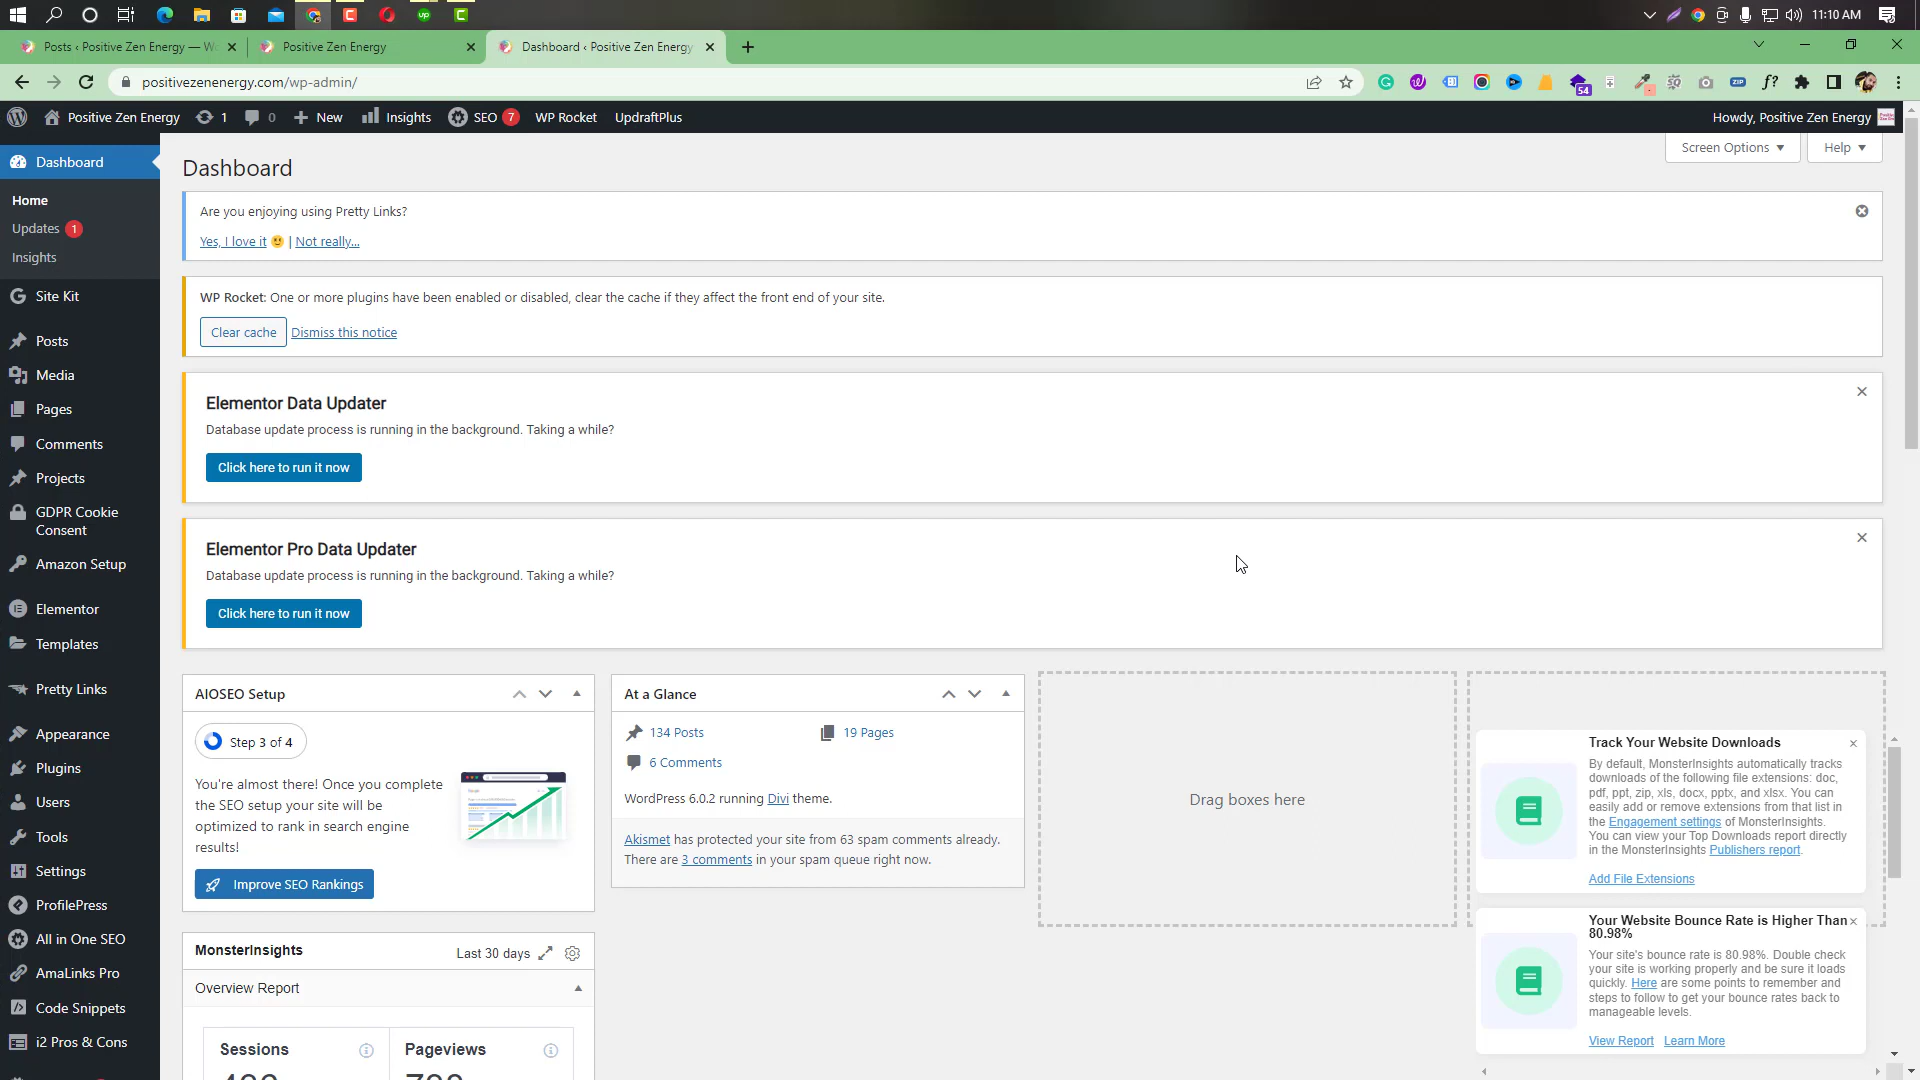 11:10 AM
Posts ‹ Positive Zen Energy — Wo
Positive Zen Energy
Dashboard ‹ Positive Zen Energy
positivezenenergy.com/wp-admin/
54
ZIP
f?
Positive Zen Energy
1
0
New
Insights
SEO 7
WP Rocket
UpdraftPlus
Howdy, Positive Zen Energy
Dashboard
Home
Updates 1
Insights
Site Kit
Posts
Media
Pages
Comments
Projects
GDPR Cookie
Consent
Amazon Setup
Elementor
Templates
Pretty Links
Appearance
Plugins
Users
Tools
Settings
ProfilePress
All in One SEO
AmaLinks Pro
Code Snippets
i2 Pros & Cons
Screen Options
Help
Dashboard
Are you enjoying using Pretty Links?
Yes, I love it 🙂 | Not really...
WP Rocket: One or more plugins have been enabled or disabled, clear the cache if they affect the front end of your site.
Clear cache
Dismiss this notice
Elementor Data Updater
Database update process is running in the background. Taking a while?
Click here to run it now
Elementor Pro Data Updater
Database update process is running in the background. Taking a while?
Click here to run it now
AIOSEO Setup
Step 3 of 4
You're almost there! Once you complete
the SEO setup your site will be
optimized to rank in search engine
results!
Improve SEO Rankings
MonsterInsights
Last 30 days
Overview Report
Sessions
Pageviews
At a Glance
134 Posts
19 Pages
6 Comments
WordPress 6.0.2 running Divi theme.
Akismet has protected your site from 63 spam comments already.
There are 3 comments in your spam queue right now.
Drag boxes here
Track Your Website Downloads
By default, MonsterInsights automatically tracks
downloads of the following file extensions: doc,
pdf, ppt, zip, xls, docx, pptx, and xlsx. You can
easily add or remove extensions from that list in
the Engagement settings of MonsterInsights.
You can view your Top Downloads report directly
in the MonsterInsights Publishers report.
Add File Extensions
Your Website Bounce Rate is Higher Than
80.98%
Your site's bounce rate is 80.98%. Double check
your site is working properly and be sure it loads
quickly. Here are some points to remember and
steps to follow to get your bounce rates back to
manageable levels.
View Report
Learn More